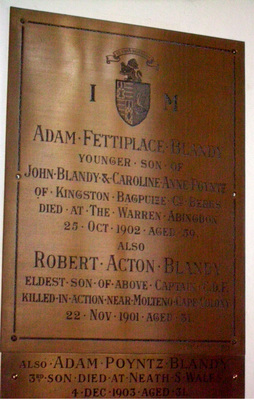 I M
ADAM · FETTIPLACE · BLANDY
YOUNGER · SON · OF
JOHN · BLANDY & CAROLINE ANNE POYNTZ
OF · KINGSTON · BAGPUIZE · Cᵀ · BERKS
DIED · AT · THE · WARREN · ABINGDON
25 · OCT · 1902 · AGED · 59
ALSO
ROBERT · ACTON · BLANDY
ELDEST · SON · OF · ABOVE · CAPTAIN
KILLED · IN · ACTION · NEAR · MOLTENO · CAPE COLONY
22 · NOV · 1901 · AGED · 31
ALSO · ADAM · POYNTZ · BLANDY
3ᴿᴰ SON DIED AT NEATH S WALES
4 · DEC · 1903 · AGED · 31